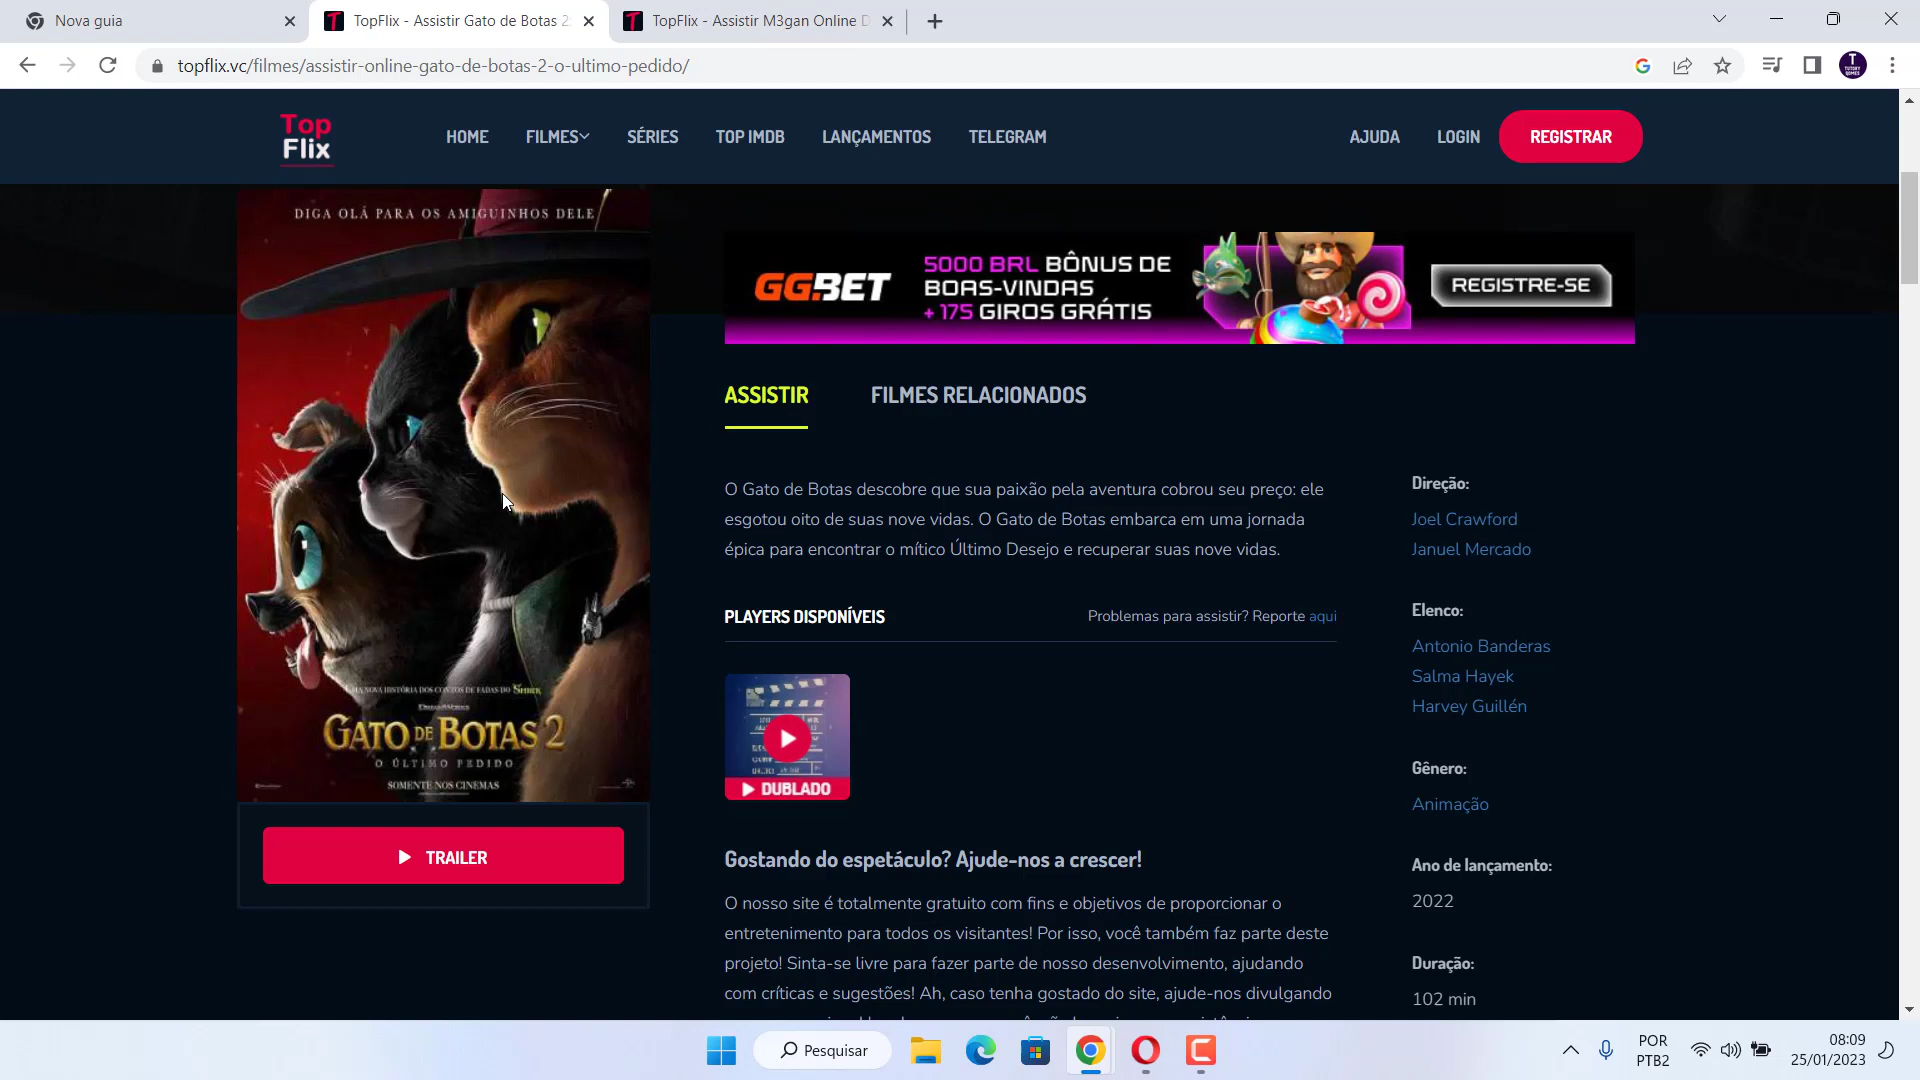 Nova guia
TopFlix - Assistir Gato de Botas 2
TopFlix - Assistir M3gan Online D
topflix.vc/filmes/assistir-online-gato-de-botas-2-o-ultimo-pedido/
Top
Flix
HOME
FILMES
SÉRIES
TOP IMDB
LANÇAMENTOS
TELEGRAM
AJUDA
LOGIN
REGISTRAR
DIGA OLÁ PARA OS AMIGUINHOS DELE
UMA NOVA HISTÓRIA DOS CONTOS DE FADAS DO SHREK
DREAMWORKS
GATO DE BOTAS 2
O ÚLTIMO PEDIDO
SOMENTE NOS CINEMAS
TRAILER
GG.BET
5000 BRL BÔNUS DE
BOAS-VINDAS
+ 175 GIROS GRÁTIS
REGISTRE-SE
ASSISTIR
FILMES RELACIONADOS
O Gato de Botas descobre que sua paixão pela aventura cobrou seu preço: ele
esgotou oito de suas nove vidas. O Gato de Botas embarca em uma jornada
épica para encontrar o mítico Último Desejo e recuperar suas nove vidas.
PLAYERS DISPONÍVEIS
Problemas para assistir? Reporte aqui
DUBLADO
Gostando do espetáculo? Ajude-nos a crescer!
O nosso site é totalmente gratuito com fins e objetivos de proporcionar o
entretenimento para todos os visitantes! Por isso, você também faz parte deste
projeto! Sinta-se livre para fazer parte de nosso desenvolvimento, ajudando
com críticas e sugestões! Ah, caso tenha gostado do site, ajude-nos divulgando
Direção:
Joel Crawford
Januel Mercado
Elenco:
Antonio Banderas
Salma Hayek
Harvey Guillén
Gênero:
Animação
Ano de lançamento:
2022
Duração:
102 min
Pesquisar
POR
PTB2
08:09
25/01/2023